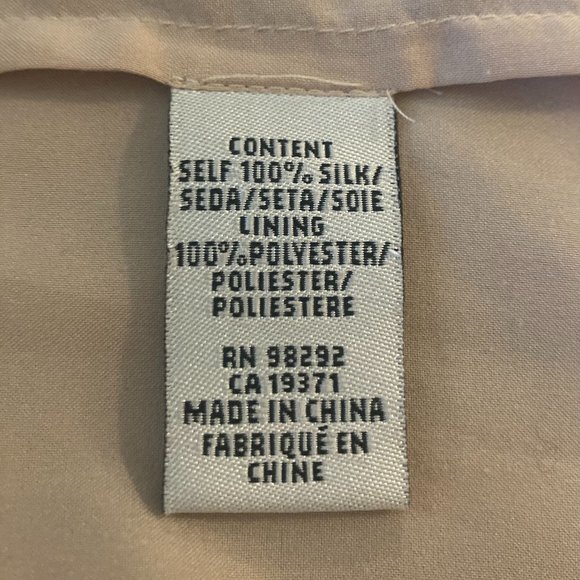 CONTENT
SELF 100% SILK/
SEDA/SETA/SOIE
LINING
100%POLYESTER/
POLIESTER/
POLIESTERE
RN 98292
CA 19371
MADE IN CHINA
FABRIQUÉ EN
CHINE